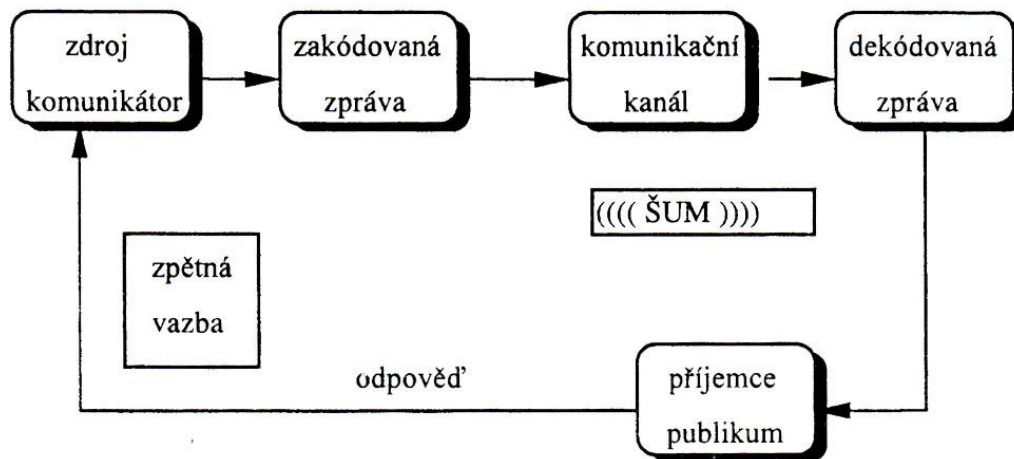 zdroj
komunikátor
zakódovaná
zpráva
komunikační
kanál
dekódovaná
zpráva
(((( ŠUM ))))
zpětná
vazba
odpověď
příjemce
publikum